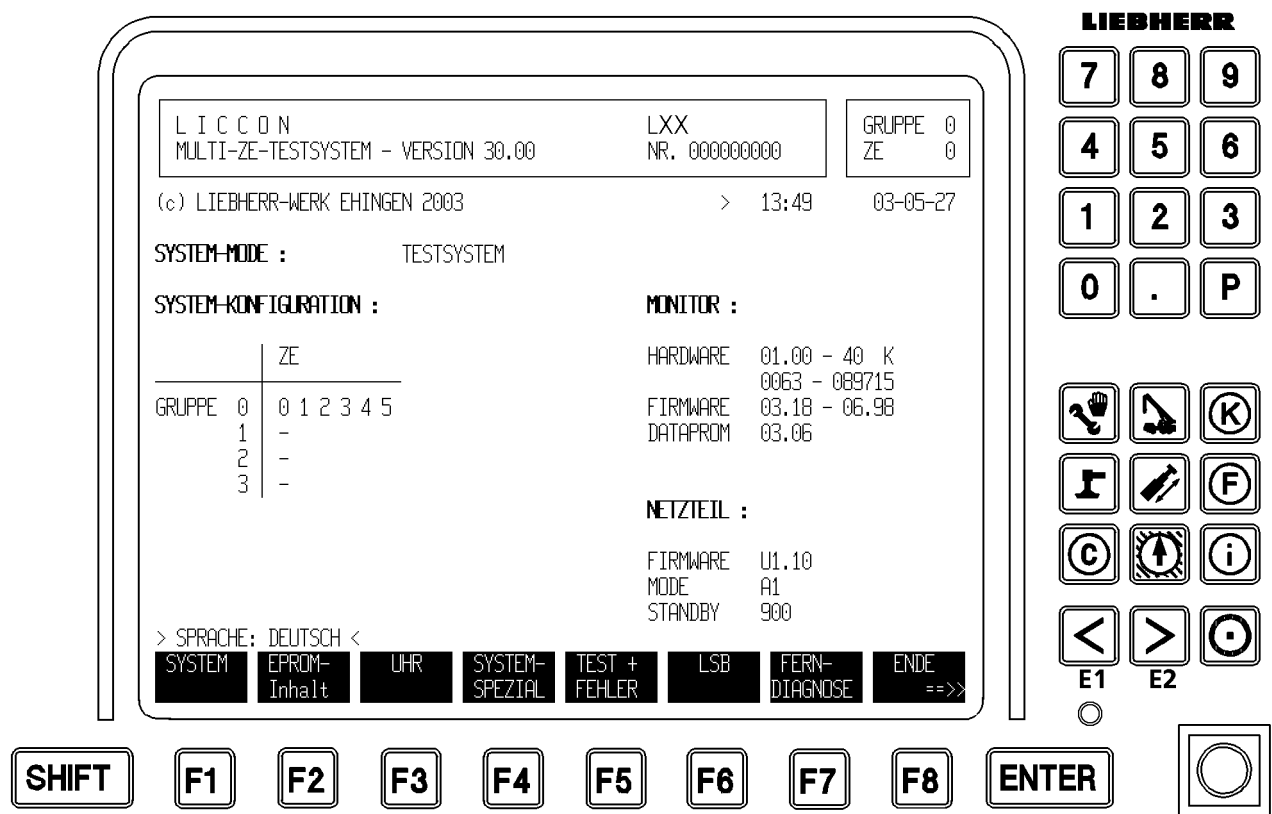 LIEBHERR
L I C C O N LXX GRUPPE 0
MULTI-ZE-TESTSYSTEM - VERSION 30.00 NR. 000000000 ZE 0
(c) LIEBHERR-WERK EHINGEN 2003 > 13:49 03-05-27
SYSTEM-MODE : TESTSYSTEM
SYSTEM-KONFIGURATION : MONITOR :
ZE HARDWARE 01.00 - 40 K
0063 - 089715
GRUPPE 0 0 1 2 3 4 5 FIRMWARE 03.18 - 06.98
1 - DATAPROM 03.06
2 -
3 -
NETZTEIL :
FIRMWARE U1.10
MODE A1
STANDBY 900
> SPRACHE: DEUTSCH <
SYSTEM EPROM- UHR SYSTEM- TEST + LSB FERN- ENDE
Inhalt SPEZIAL FEHLER DIAGNOSE ==>>
7 8 9
4 5 6
1 2 3
0 . P
K
F
C i
< >
E1 E2
SHIFT F1 F2 F3 F4 F5 F6 F7 F8 ENTER